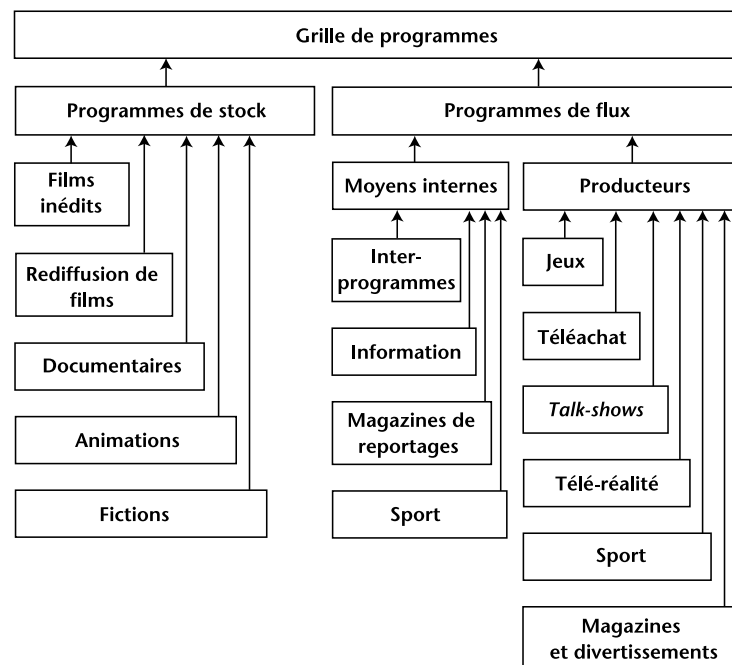 Grille de programmes
Programmes de stock
Films
inédits
Rediffusion de
films
Documentaires
Animations
Fictions
Programmes de flux
Moyens internes
Inter-
programmes
Information
Magazines de
reportages
Sport
Producteurs
Jeux
Téléachat
Talk-shows
Télé-réalité
Sport
Magazines
et divertissements